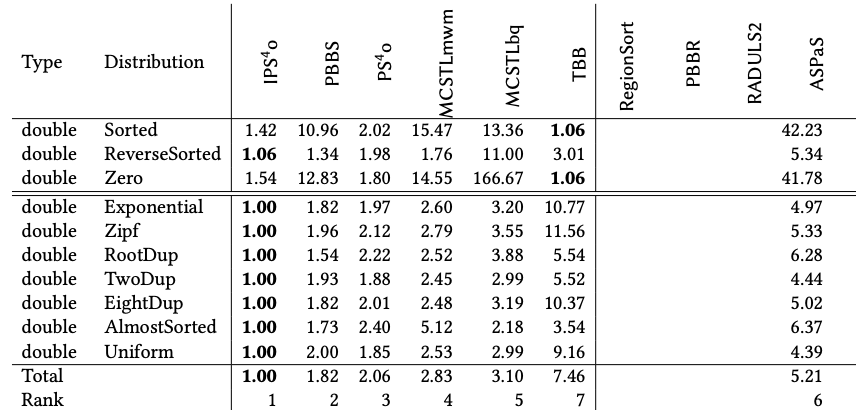 Type Distribution IPS⁴o PBBS PS⁴o MCSTLmwm MCSTLbq TBB RegionSort PBBR RADULS2 ASPaS
double Sorted 1.42 10.96 2.02 15.47 13.36 1.06 42.23
double ReverseSorted 1.06 1.34 1.98 1.76 11.00 3.01 5.34
double Zero 1.54 12.83 1.80 14.55 166.67 1.06 41.78
double Exponential 1.00 1.82 1.97 2.60 3.20 10.77 4.97
double Zipf 1.00 1.96 2.12 2.79 3.55 11.56 5.33
double RootDup 1.00 1.54 2.22 2.52 3.88 5.54 6.28
double TwoDup 1.00 1.93 1.88 2.45 2.99 5.52 4.44
double EightDup 1.00 1.82 2.01 2.48 3.19 10.37 5.02
double AlmostSorted 1.00 1.73 2.40 5.12 2.18 3.54 6.37
double Uniform 1.00 2.00 1.85 2.53 2.99 9.16 4.39
Total 1.00 1.82 2.06 2.83 3.10 7.46 5.21
Rank 1 2 3 4 5 7 6